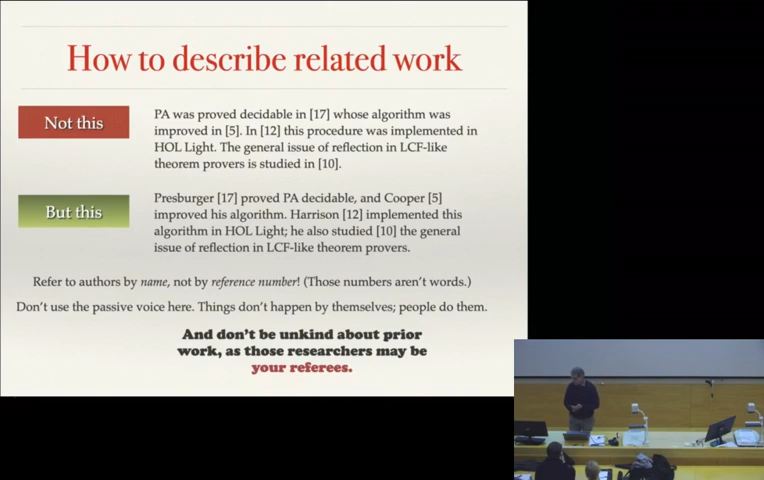 How to describe related work
Not this
PA was proved decidable in [17] whose algorithm was
improved in [5]. In [12] this procedure was implemented in
HOL Light. The general issue of reflection in LCF-like
theorem provers is studied in [10].
But this
Presburger [17] proved PA decidable, and Cooper [5]
improved his algorithm. Harrison [12] implemented this
algorithm in HOL Light; he also studied [10] the general
issue of reflection in LCF-like theorem provers.
Refer to authors by name, not by reference number! (Those numbers aren't words.)
Don't use the passive voice here. Things don't happen by themselves; people do them.
And don't be unkind about prior
work, as those researchers may be
your referees.